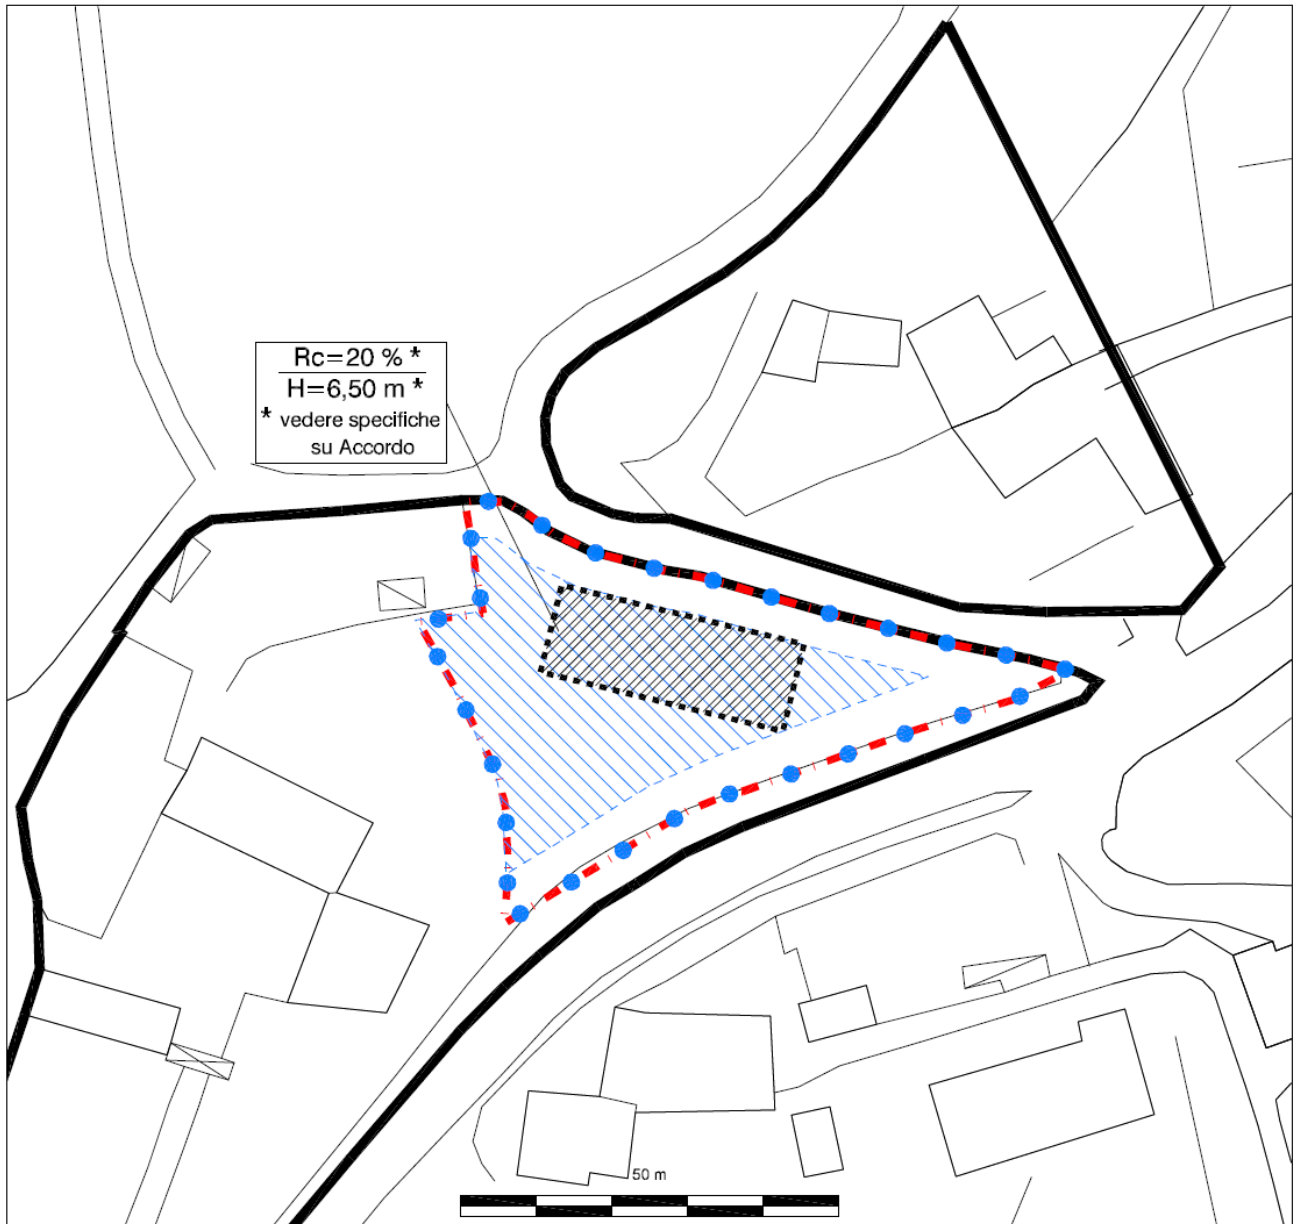 Rc=20 % *
H=6,50 m *
* vedere specifiche
su Accordo
50 m